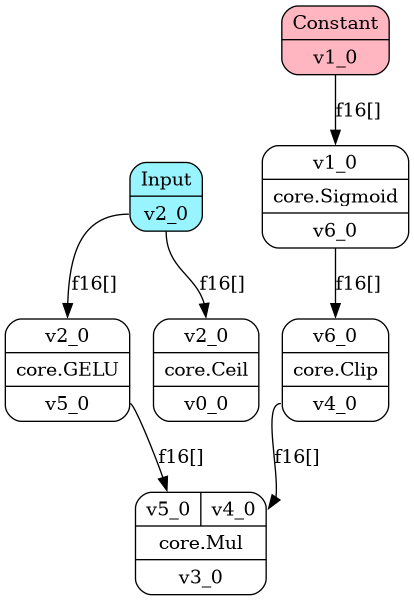 Constant
v1_0
f16[]
Input
v2_0
v1_0
core.Sigmoid
v6_0
f16[]
f16[]
f16[]
v2_0
core.GELU
v5_0
v2_0
core.Ceil
v0_0
v6_0
core.Clip
v4_0
f16[]
f16[]
v5_0 v4_0
core.Mul
v3_0